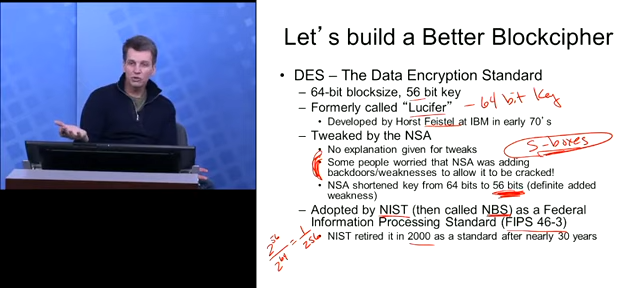 Let's build a Better Blockcipher
• DES – The Data Encryption Standard
– 64-bit blocksize, 56 bit key
– Formerly called "Lucifer" – 64 bit key
• Developed by Horst Feistel at IBM in early 70's
– Tweaked by the NSA
S-boxes
• No explanation given for tweaks
• Some people worried that NSA was adding
backdoors/weaknesses to allow it to be cracked!
• NSA shortened key from 64 bits to 56 bits (definite added
weakness)
– Adopted by NIST (then called NBS) as a Federal
Information Processing Standard (FIPS 46-3)
• NIST retired it in 2000 as a standard after nearly 30 years
2^56/2^64 = 1/256